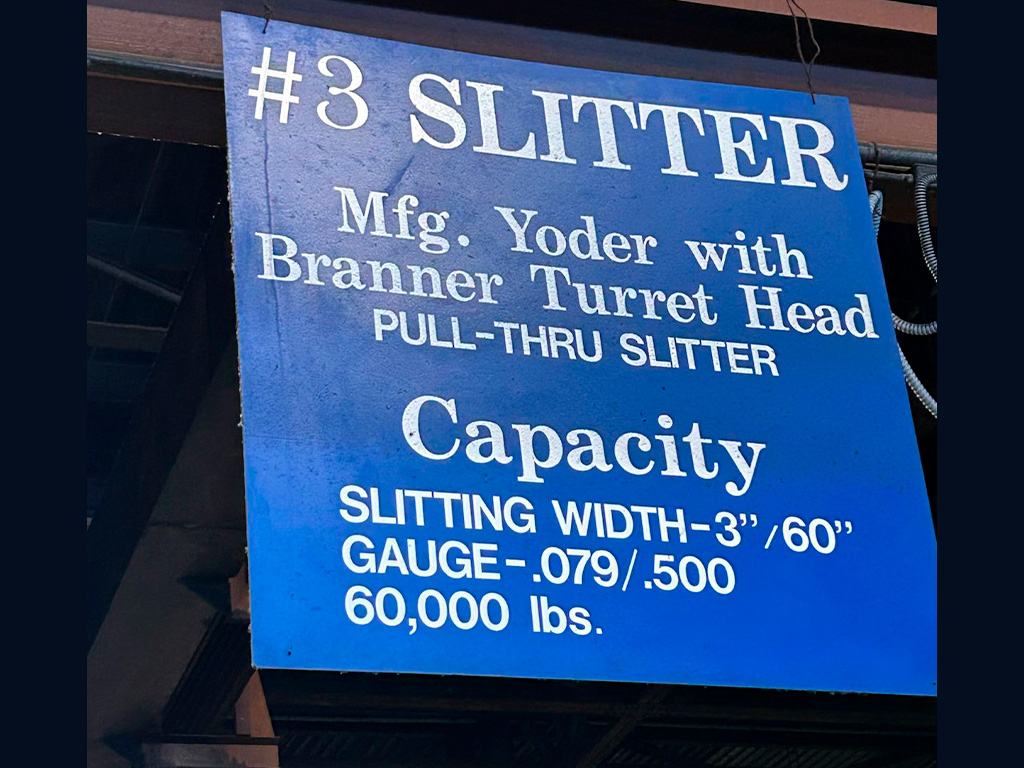 #3 SLITTER
Mfg. Yoder with
Branner Turret Head
PULL-THRU SLITTER
Capacity
SLITTING WIDTH-3”/60”
GAUGE-.079/.500
60,000 lbs.